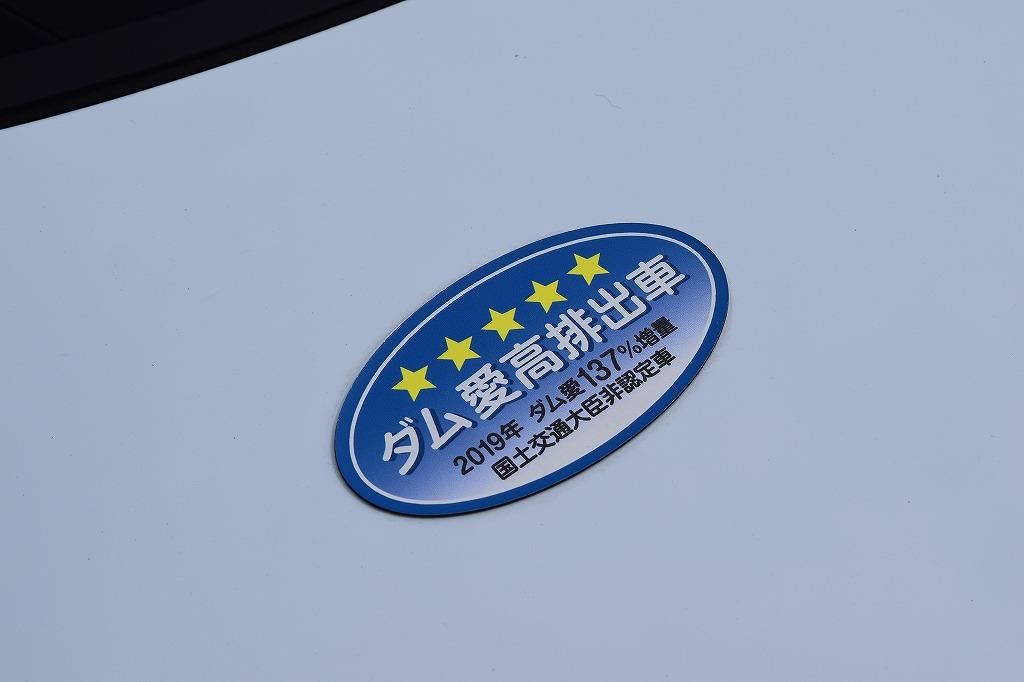 ★★★★★
ダム愛高排出車
2019年 ダム愛137%増量
国土交通大臣非認定車